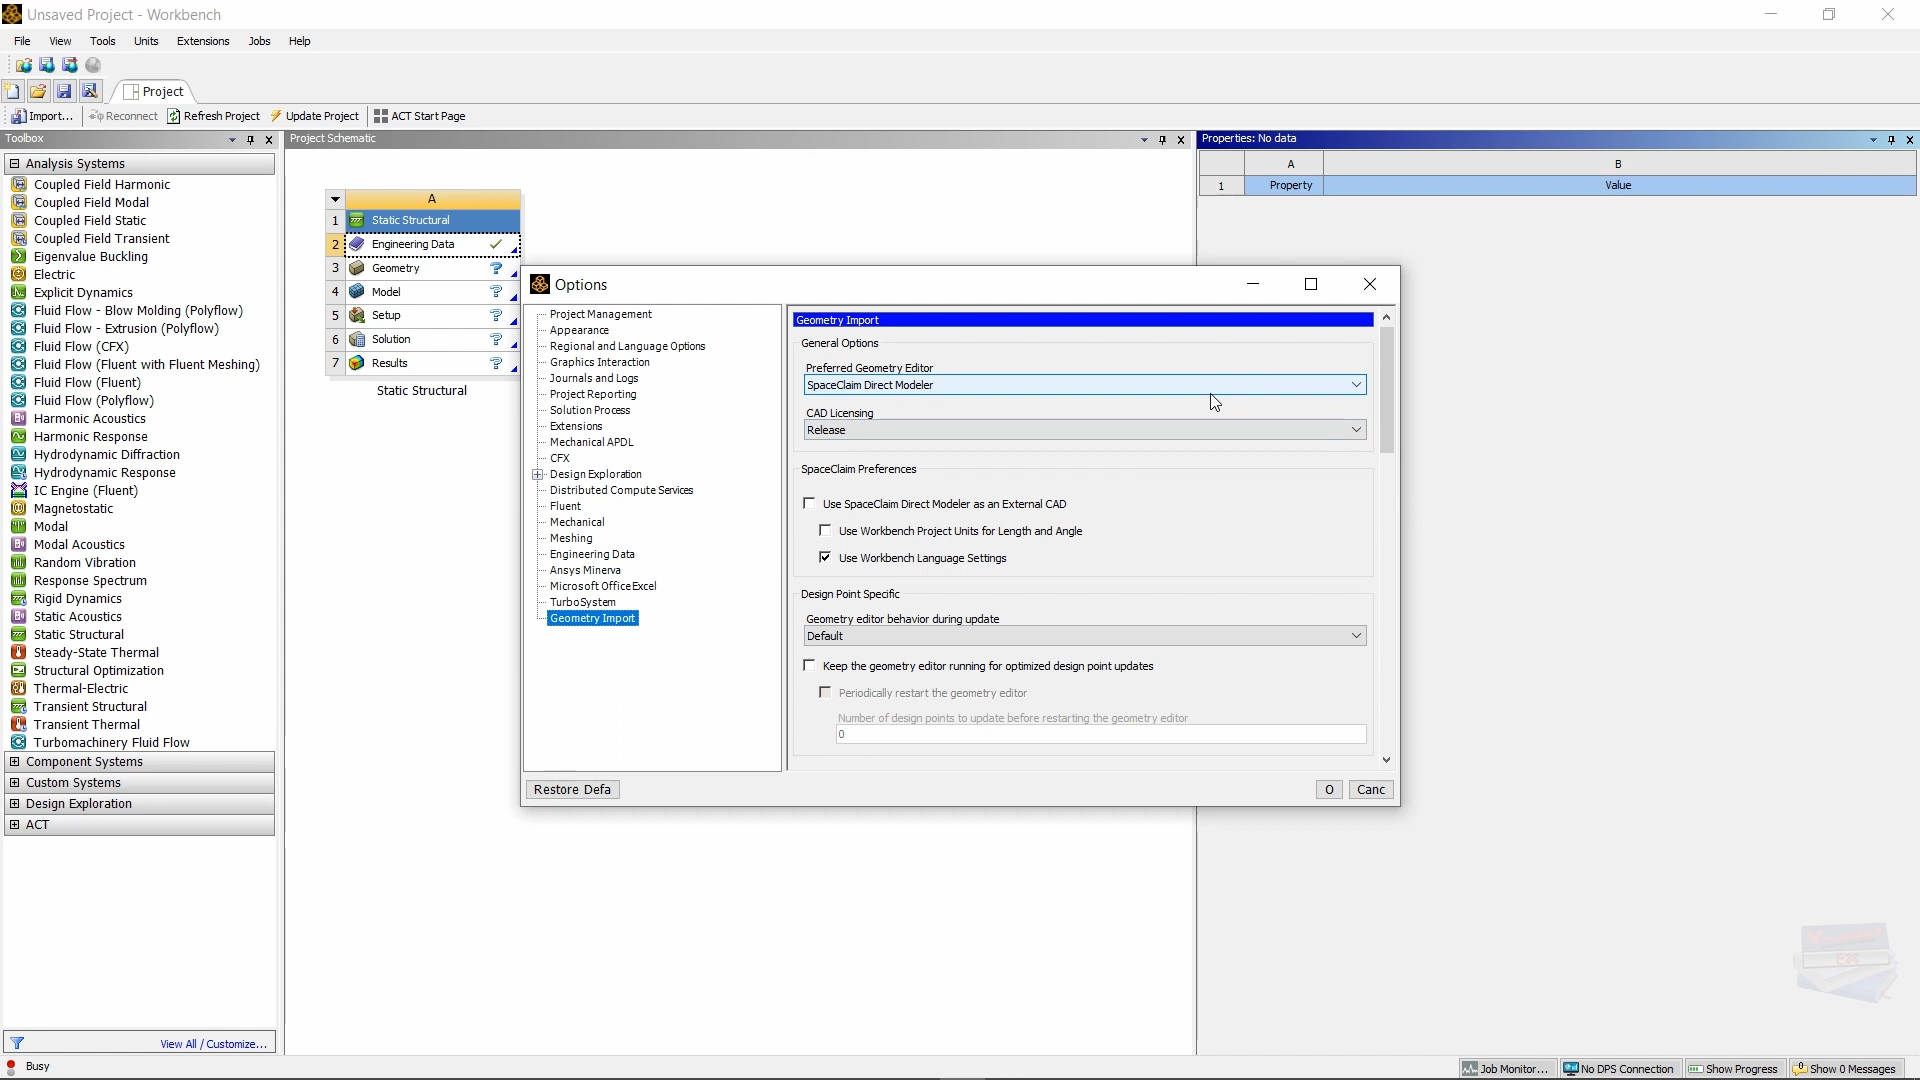 Unsaved Project - Workbench
File View Tools Units Extensions Jobs Help
Project
Import... Reconnect Refresh Project Update Project ACT Start Page
Toolbox
Analysis Systems
Coupled Field Harmonic
Coupled Field Modal
Coupled Field Static
Coupled Field Transient
Eigenvalue Buckling
Electric
Explicit Dynamics
Fluid Flow - Blow Molding (Polyflow)
Fluid Flow - Extrusion (Polyflow)
Fluid Flow (CFX)
Fluid Flow (Fluent with Fluent Meshing)
Fluid Flow (Fluent)
Fluid Flow (Polyflow)
Harmonic Acoustics
Harmonic Response
Hydrodynamic Diffraction
Hydrodynamic Response
IC Engine (Fluent)
Magnetostatic
Modal
Modal Acoustics
Random Vibration
Response Spectrum
Rigid Dynamics
Static Acoustics
Static Structural
Steady-State Thermal
Structural Optimization
Thermal-Electric
Transient Structural
Transient Thermal
Turbomachinery Fluid Flow
Component Systems
Custom Systems
Design Exploration
ACT
View All / Customize...
Project Schematic
A
1 Static Structural
2 Engineering Data
3 Geometry
4 Model
5 Setup
6 Solution
7 Results
Static Structural
Properties: No data
A B
1 Property Value
Options
Project Management
Appearance
Regional and Language Options
Graphics Interaction
Journals and Logs
Project Reporting
Solution Process
Extensions
Mechanical APDL
CFX
Design Exploration
Distributed Compute Services
Fluent
Mechanical
Meshing
Engineering Data
Ansys Minerva
Microsoft Office Excel
TurboSystem
Geometry Import
Geometry Import
General Options
Preferred Geometry Editor
SpaceClaim Direct Modeler
CAD Licensing
Release
SpaceClaim Preferences
Use SpaceClaim Direct Modeler as an External CAD
Use Workbench Project Units for Length and Angle
Use Workbench Language Settings
Design Point Specific
Geometry editor behavior during update
Default
Keep the geometry editor running for optimized design point updates
Periodically restart the geometry editor
Number of design points to update before restarting the geometry editor
0
Restore Defa O Canc
Busy
Job Monitor... No DPS Connection Show Progress Show 0 Messages